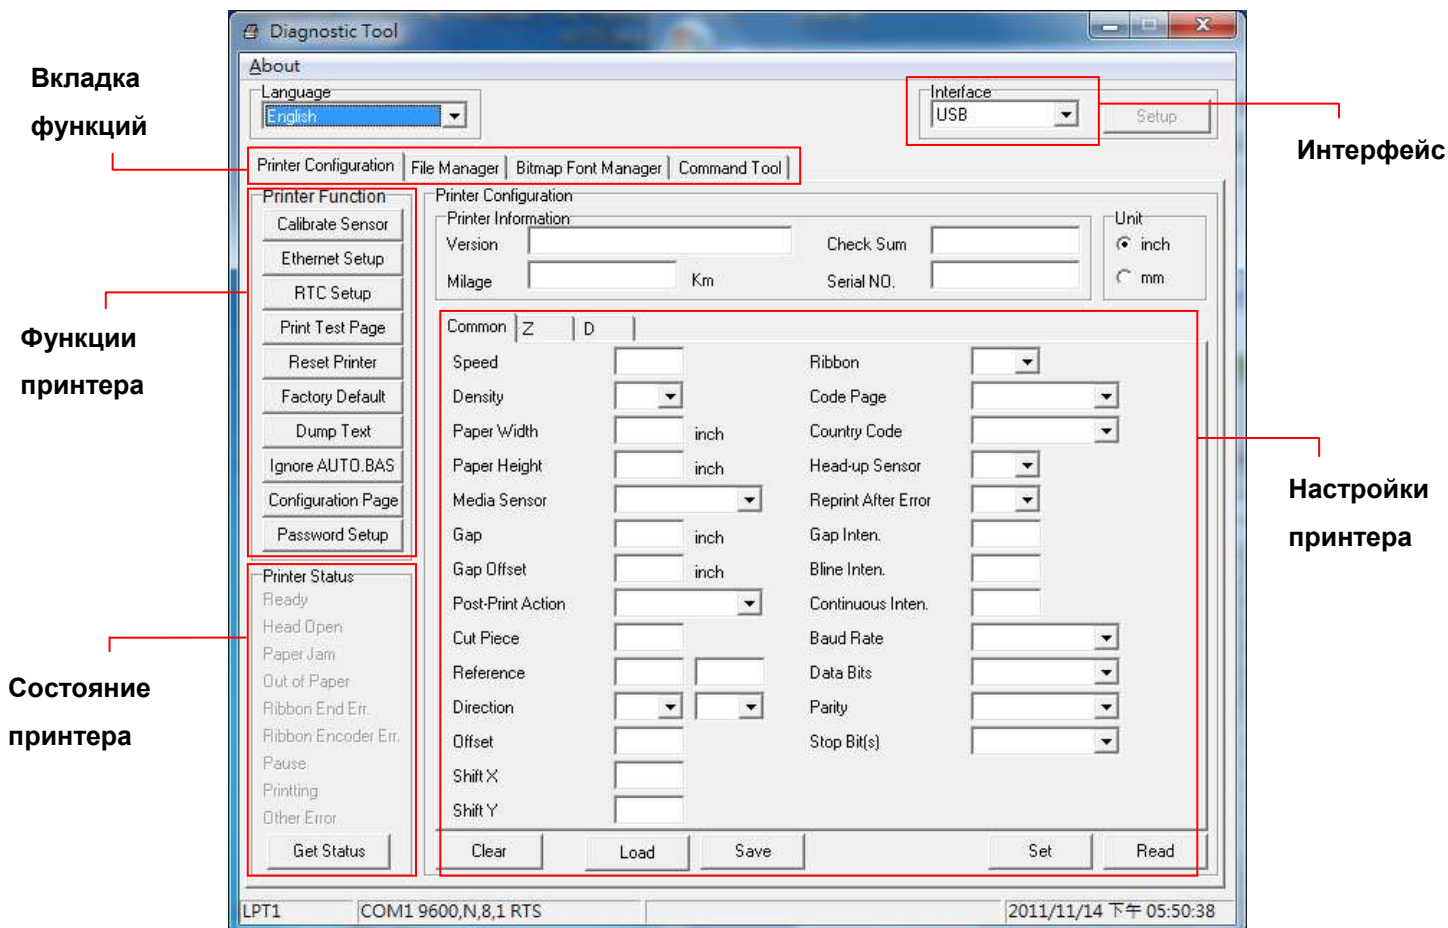 Diagnostic Tool
About
Language
English
Interface
USB
Setup
Вкладка
функций
Интерфейс
Printer Configuration
File Manager
Bitmap Font Manager
Command Tool
Printer Function
Calibrate Sensor
Ethernet Setup
RTC Setup
Print Test Page
Reset Printer
Factory Default
Dump Text
Ignore AUTO.BAS
Configuration Page
Password Setup
Функции
принтера
Printer Configuration
Printer Information
Version
Check Sum
Milage
Km
Serial NO.
Unit
inch
mm
Common
Z
D
Speed
Ribbon
Density
Code Page
Paper Width
inch
Country Code
Paper Height
inch
Head-up Sensor
Media Sensor
Reprint After Error
Gap
inch
Gap Inten.
Gap Offset
inch
Bline Inten.
Post-Print Action
Continuous Inten.
Cut Piece
Baud Rate
Reference
Data Bits
Direction
Parity
Offset
Stop Bit(s)
Shift X
Shift Y
Clear
Load
Save
Set
Read
Настройки
принтера
Printer Status
Ready
Head Open
Paper Jam
Out of Paper
Ribbon End Err.
Ribbon Encoder Err.
Pause
Printting
Other Error
Get Status
Состояние
принтера
LPT1
COM1 9600,N,8,1 RTS
2011/11/14 下午 05:50:38